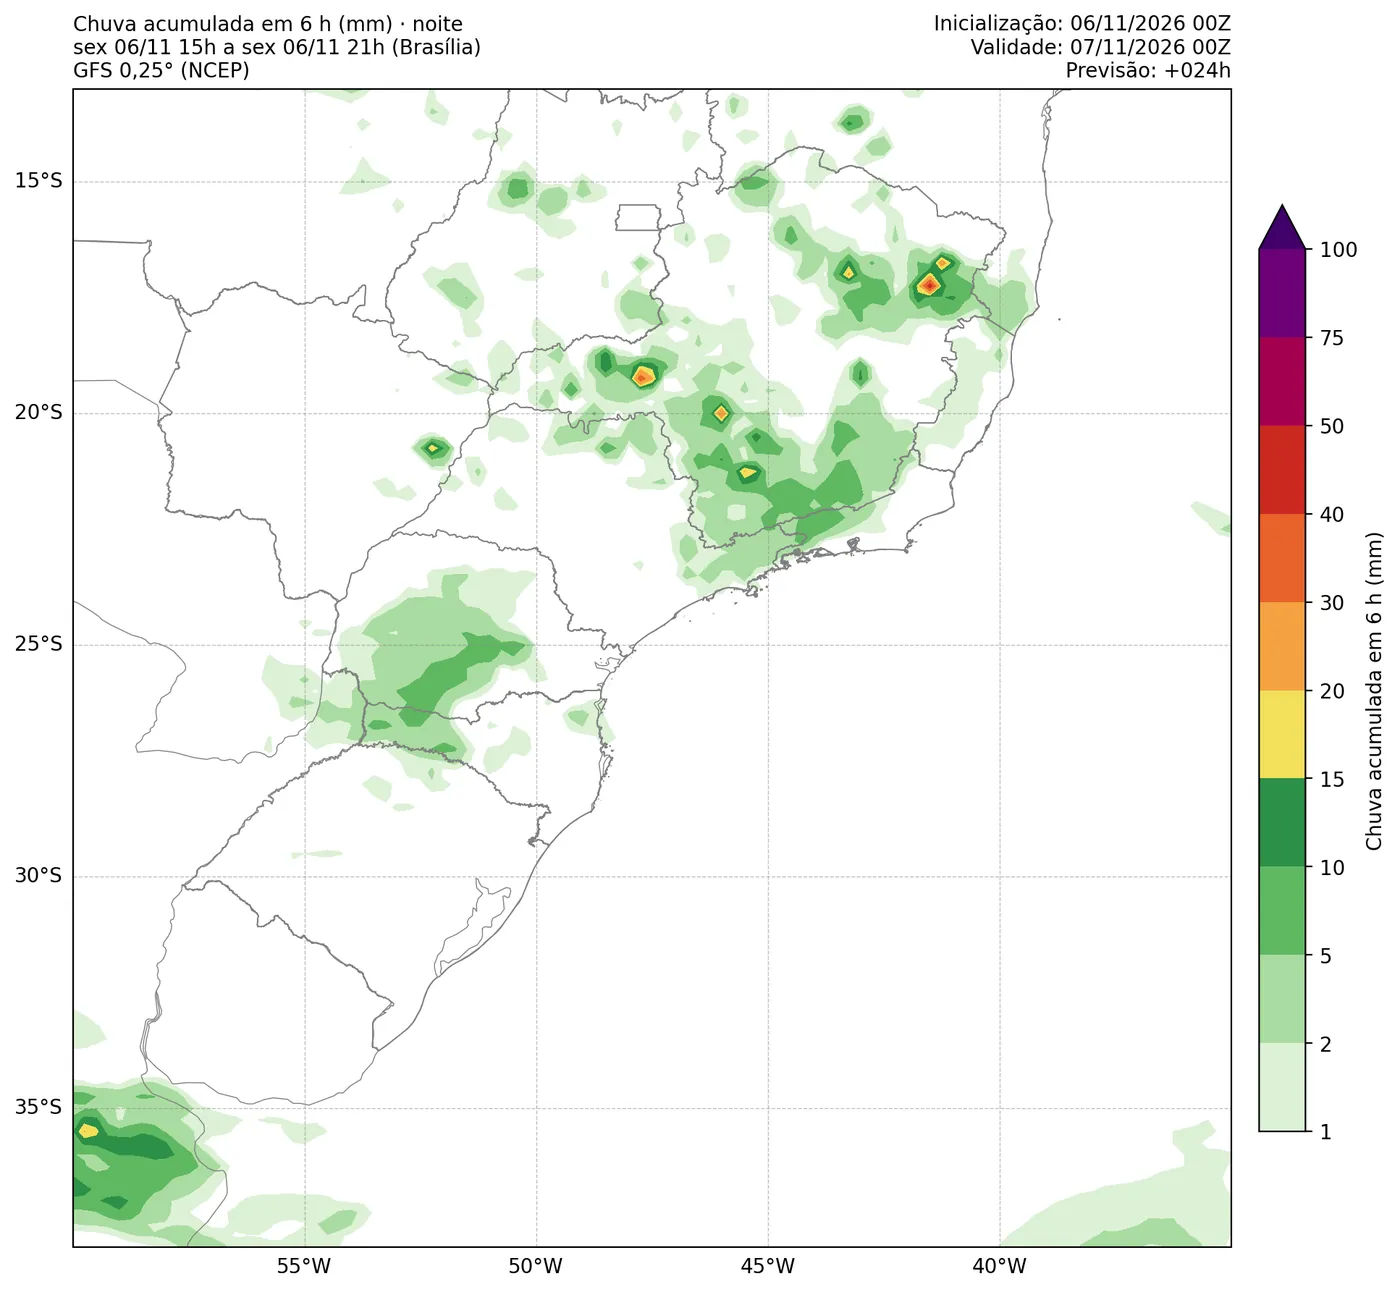 Chuva acumulada em 6 h (mm) · noite
sex 06/11 15h a sex 06/11 21h (Brasília)
GFS 0,25° (NCEP)
Inicialização: 06/11/2026 00Z
Validade: 07/11/2026 00Z
Previsão: +024h
15°S
20°S
25°S
30°S
35°S
55°W
50°W
45°W
40°W
100
75
50
40
30
20
15
10
5
2
1
Chuva acumulada em 6 h (mm)